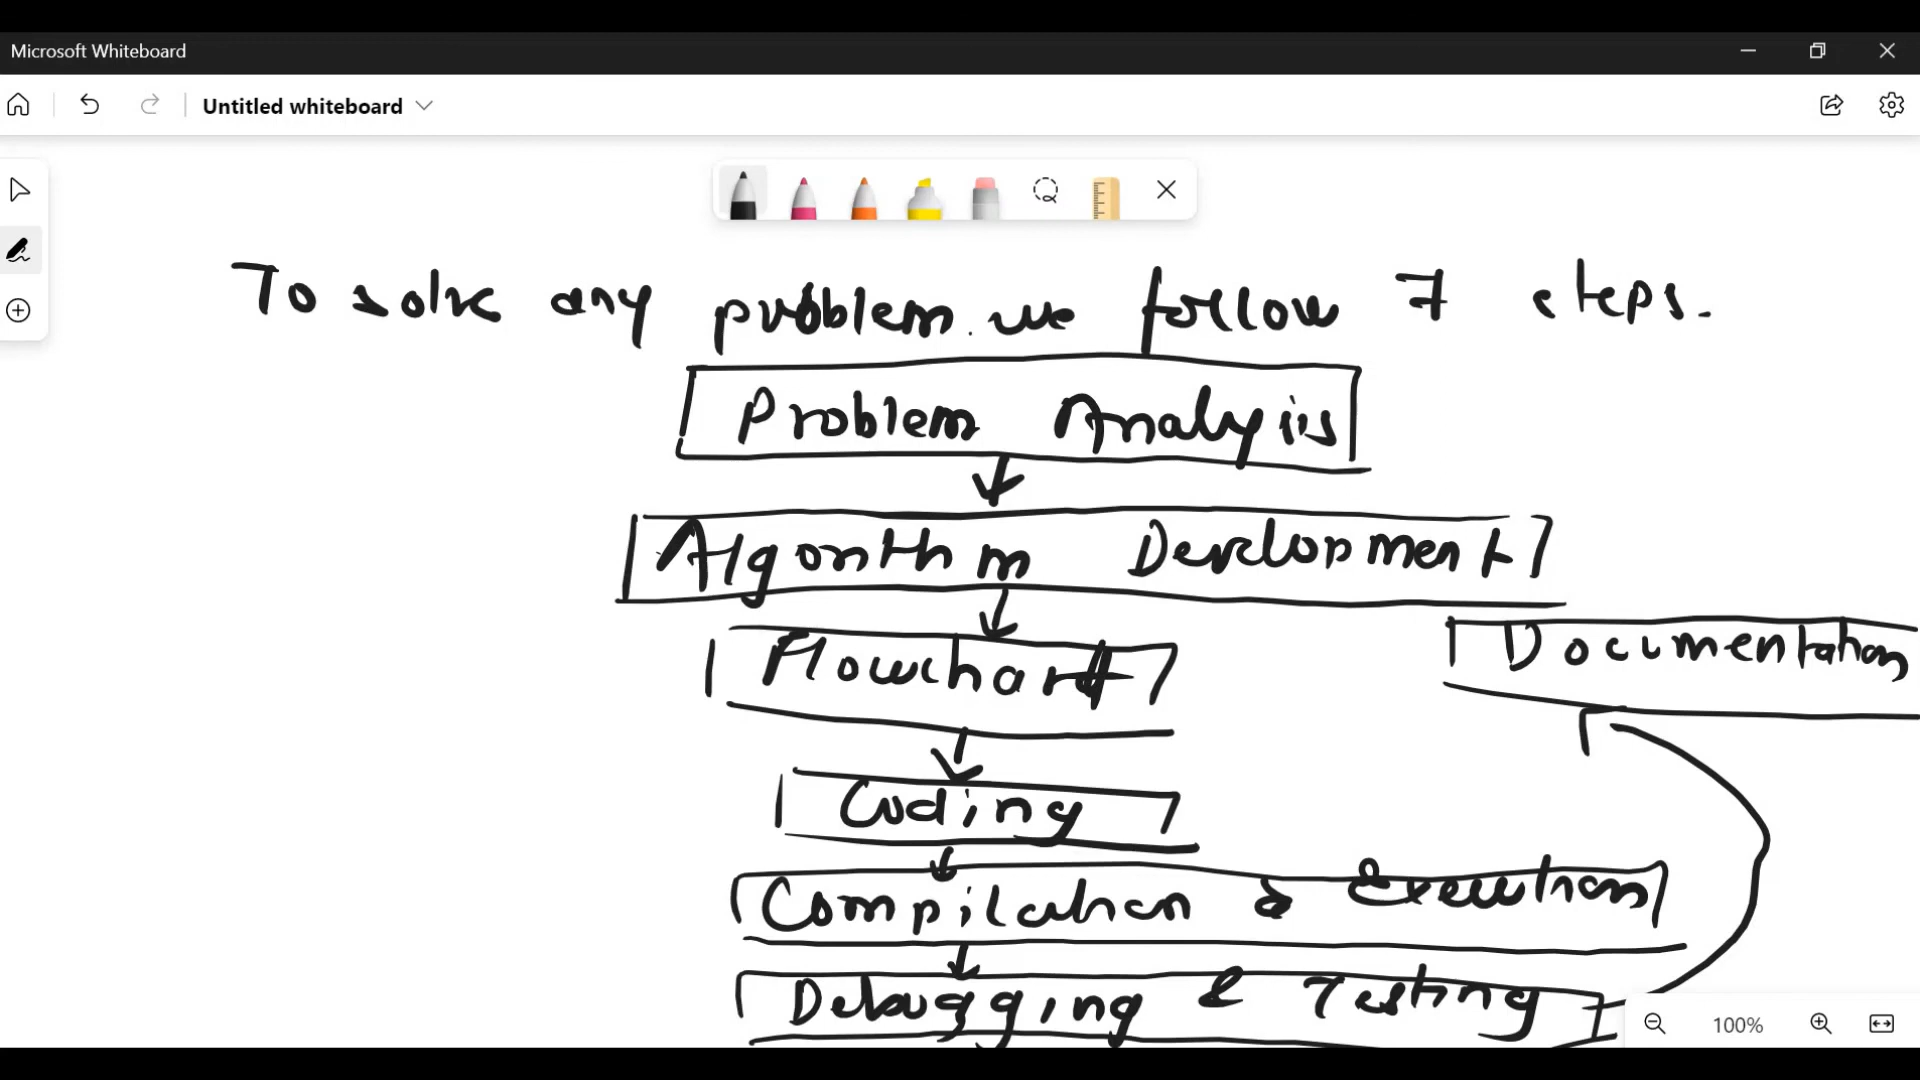 Microsoft Whiteboard
Untitled whiteboard
To solve any problem. we follow 7 steps.
Problem Analysis
Algorithm Development
Flowchart
Documentation
Coding
Compilation & Execution
Debugging & Testing
100%